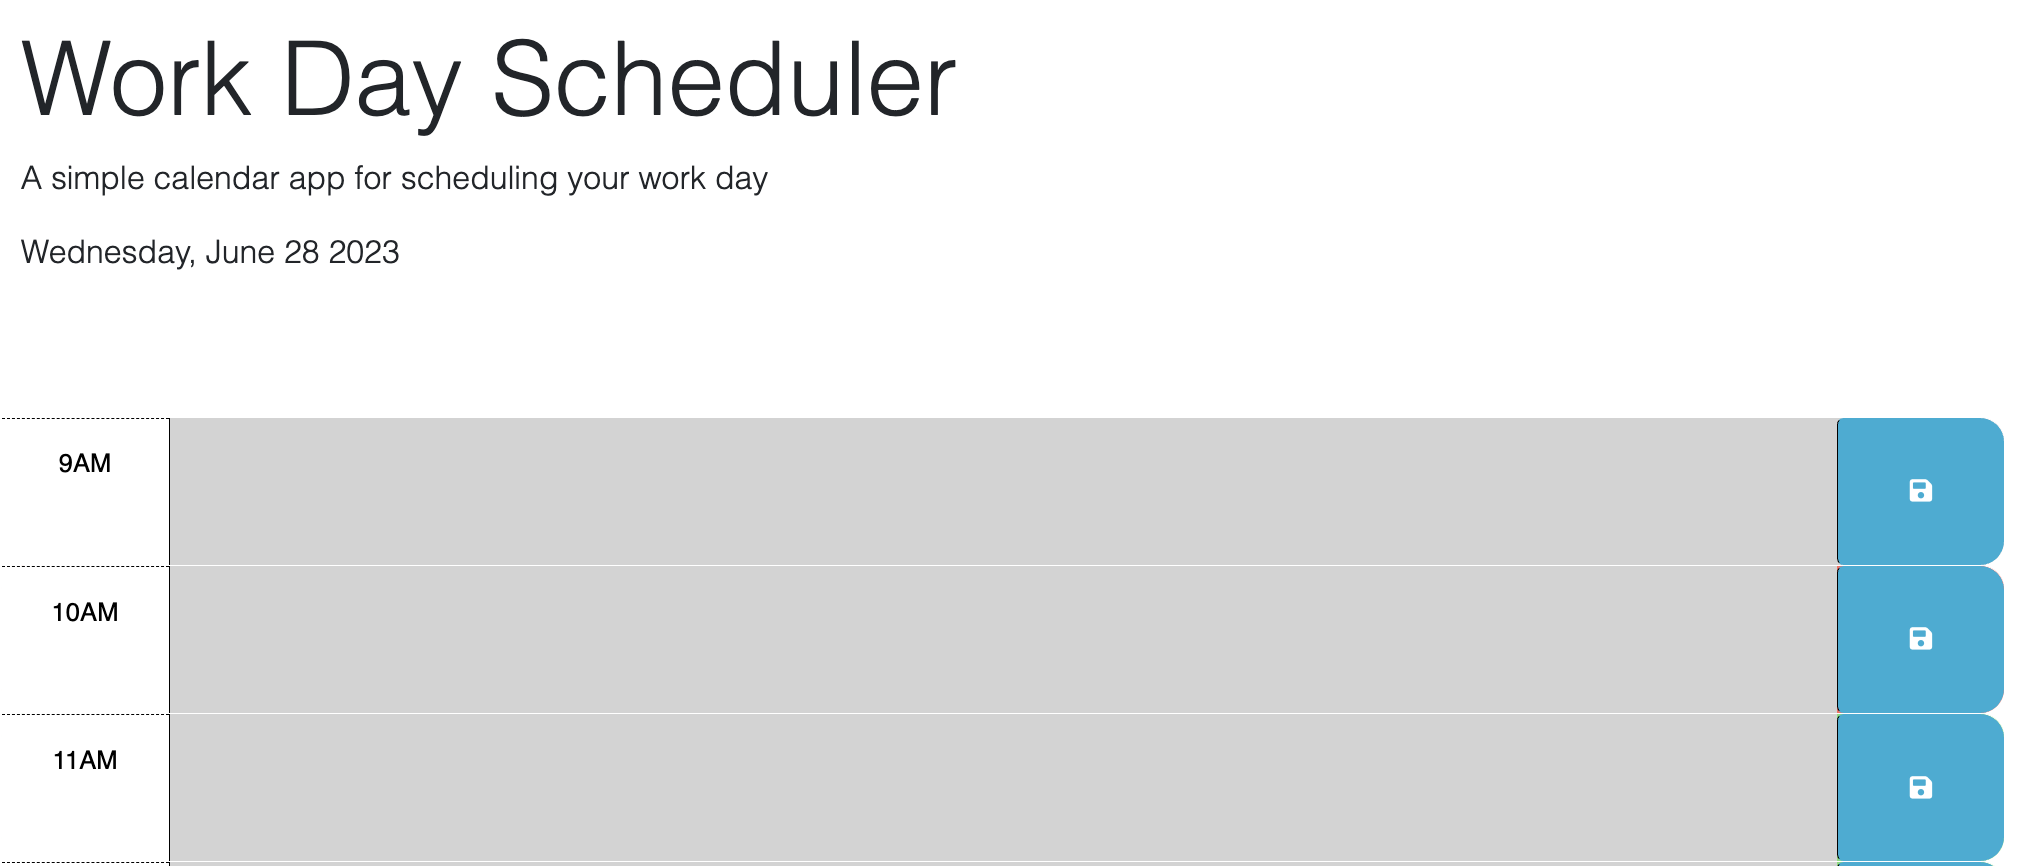 Work Day Scheduler
A simple calendar app for scheduling your work day
Wednesday, June 28 2023
9AM
10AM
11AM